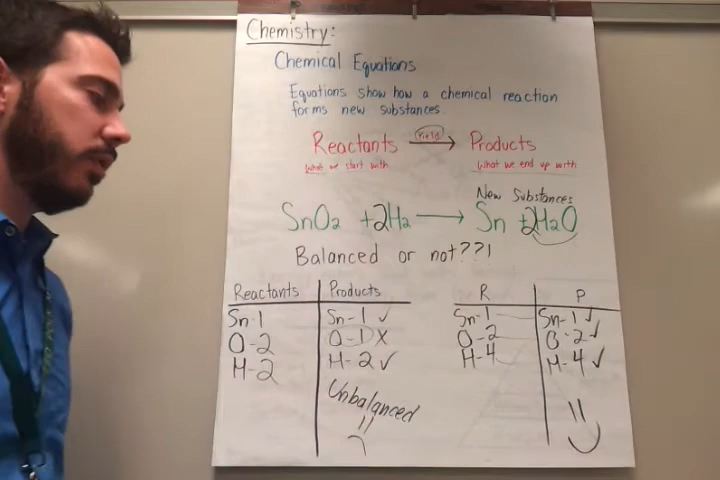 Chemistry:
Chemical Equations
Equations show how a chemical reaction
forms new substances.
Reactants yield → Products
What we start with What we end up with
New Substances
SnO2 + 2H2 → Sn + 2H2O
Balanced or not??!
Reactants Products
Sn-1 Sn-1 ✓
O-2 O-1 X
H-2 H-2 ✓
Unbalanced
R P
Sn-1 Sn-1 ✓
O-2 O-2 ✓
H-4 H-4 ✓